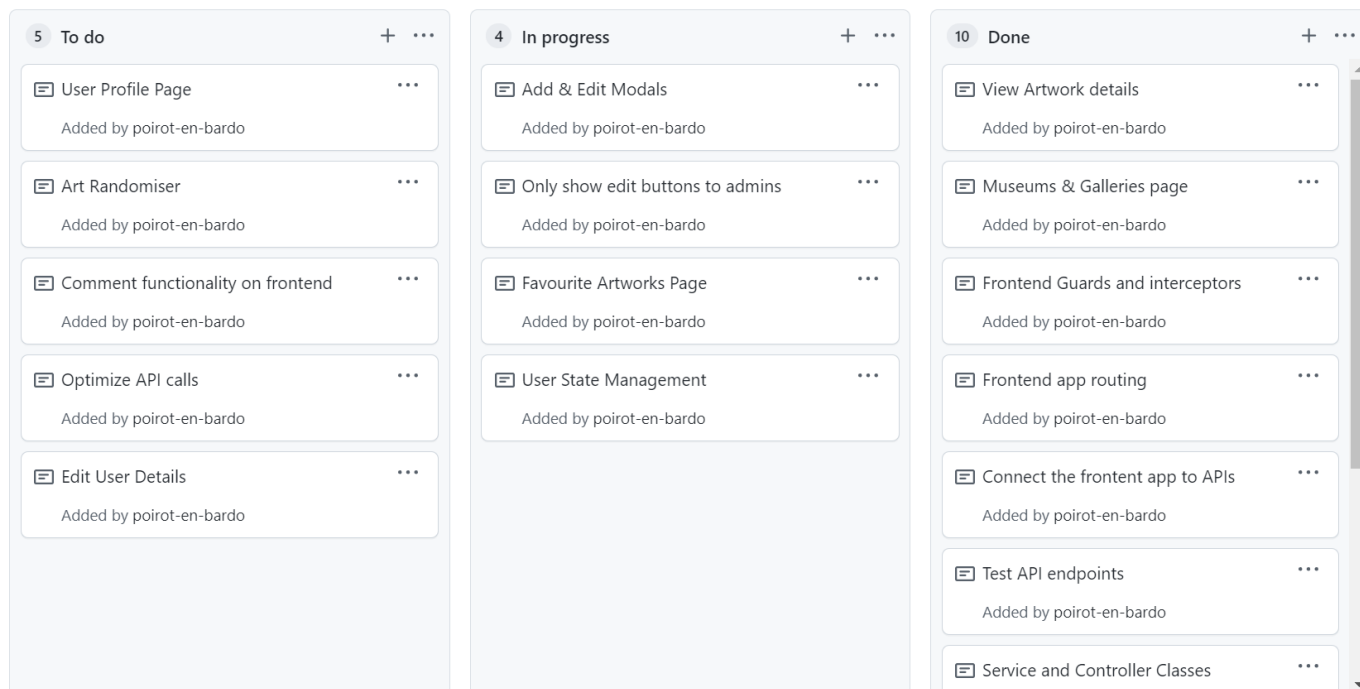 5 To do
User Profile Page
Added by poirot-en-bardo
Art Randomiser
Added by poirot-en-bardo
Comment functionality on frontend
Added by poirot-en-bardo
Optimize API calls
Added by poirot-en-bardo
Edit User Details
Added by poirot-en-bardo
4 In progress
Add & Edit Modals
Added by poirot-en-bardo
Only show edit buttons to admins
Added by poirot-en-bardo
Favourite Artworks Page
Added by poirot-en-bardo
User State Management
Added by poirot-en-bardo
10 Done
View Artwork details
Added by poirot-en-bardo
Museums & Galleries page
Added by poirot-en-bardo
Frontend Guards and interceptors
Added by poirot-en-bardo
Frontend app routing
Added by poirot-en-bardo
Connect the frontent app to APIs
Added by poirot-en-bardo
Test API endpoints
Added by poirot-en-bardo
Service and Controller Classes